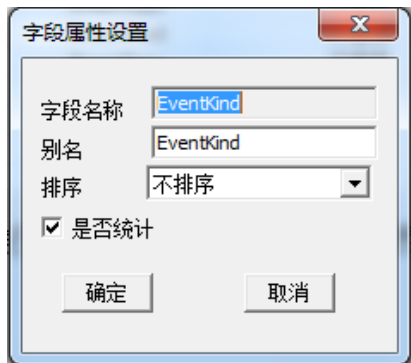 字段属性设置
字段名称 EventKind
别名 EventKind
排序 不排序
是否统计
确定 取消